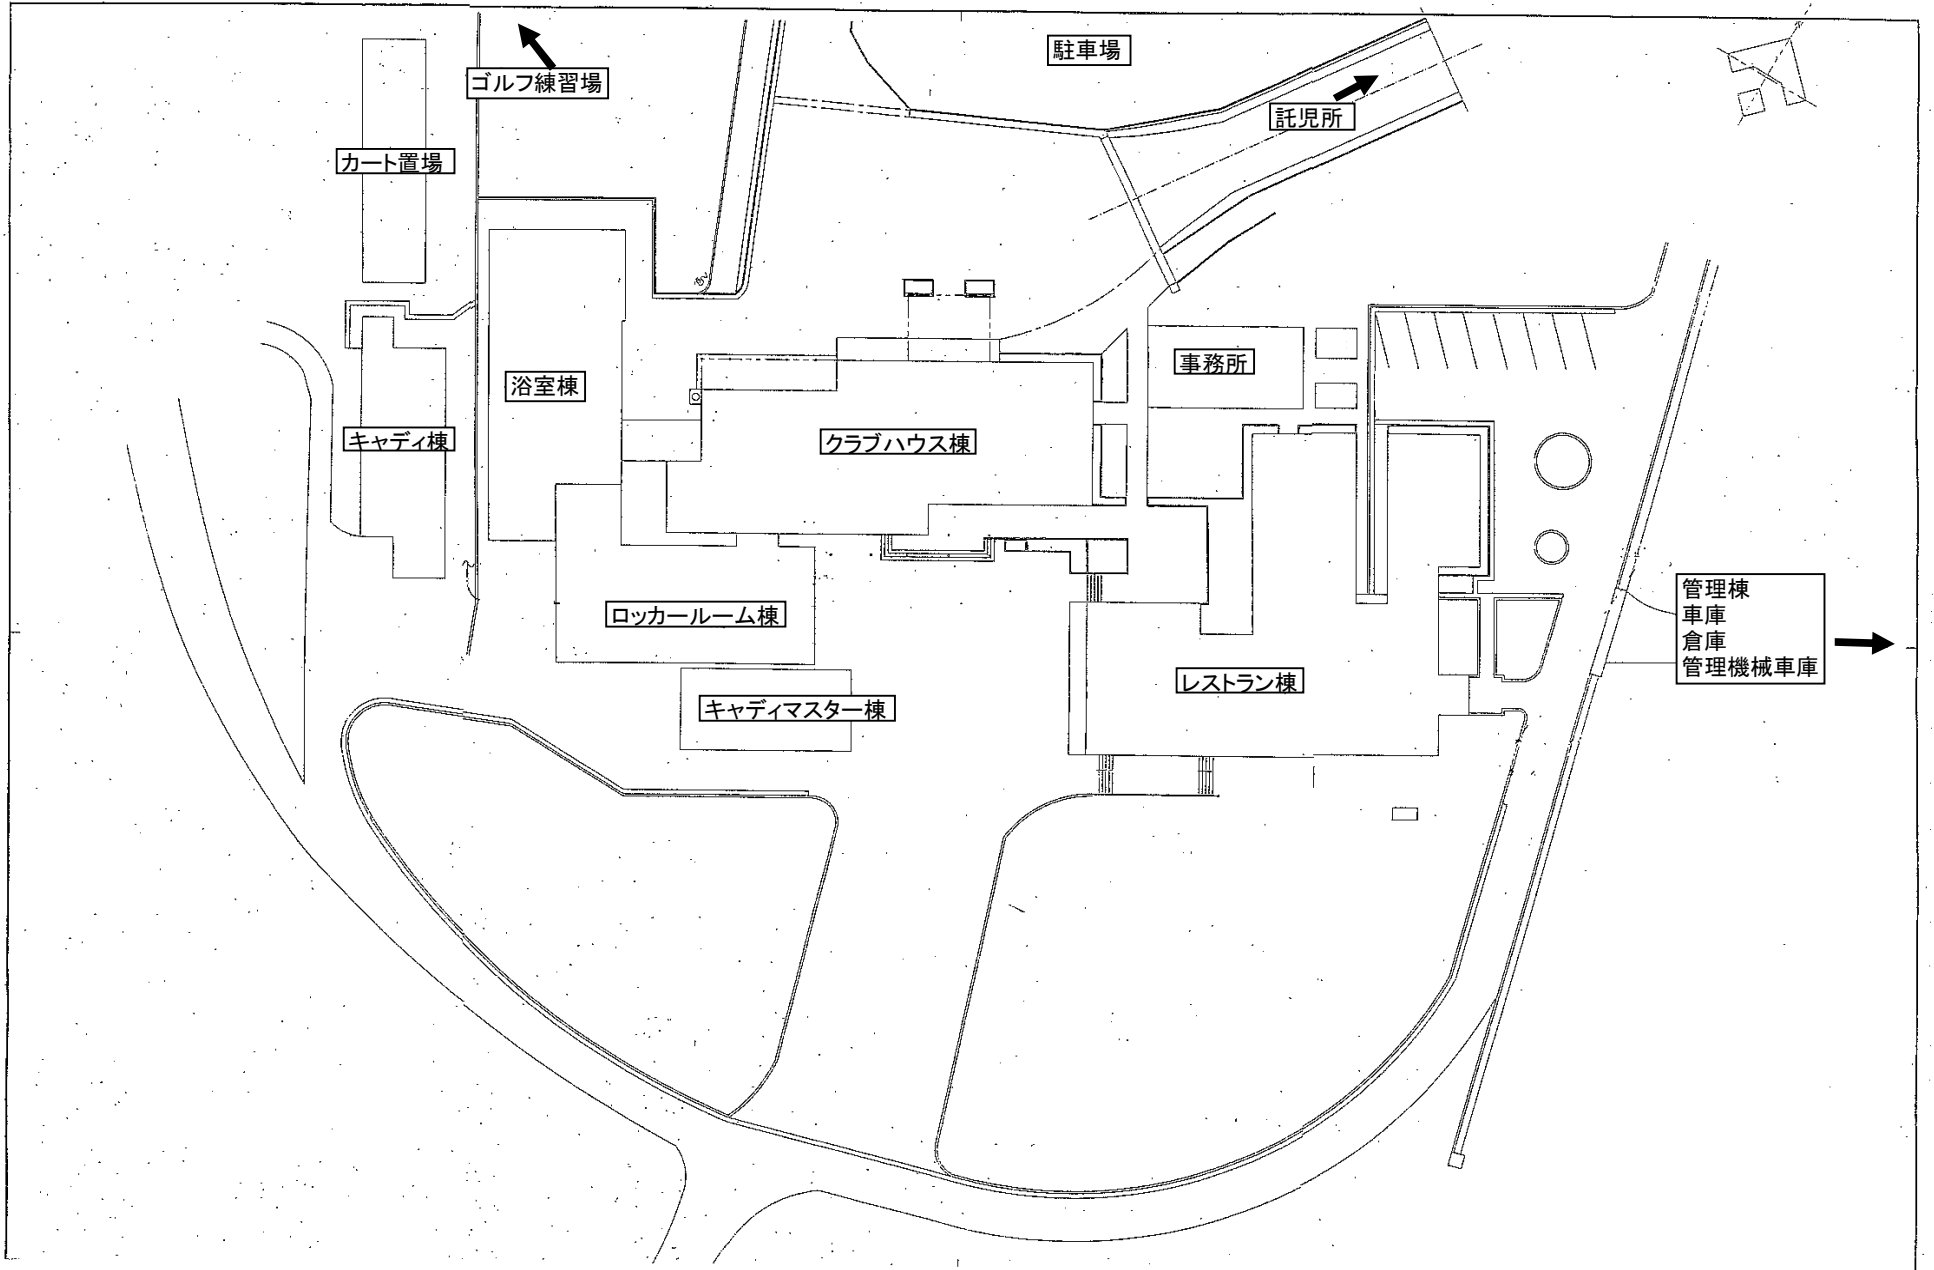 駐車場
ゴルフ練習場
託児所
カート置場
事務所
浴室棟
キャディ棟
クラブハウス棟
管理棟
車庫
倉庫
管理機械車庫
ロッカールーム棟
レストラン棟
キャディマスター棟